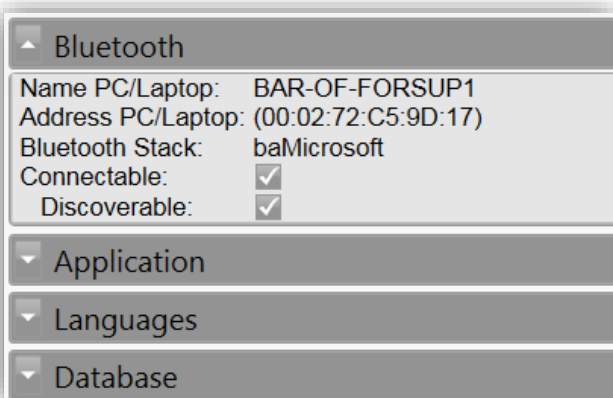 Bluetooth
Name PC/Laptop: BAR-OF-FORSUP1
Address PC/Laptop: (00:02:72:C5:9D:17)
Bluetooth Stack: baMicrosoft
Connectable:
Discoverable:
Application
Languages
Database